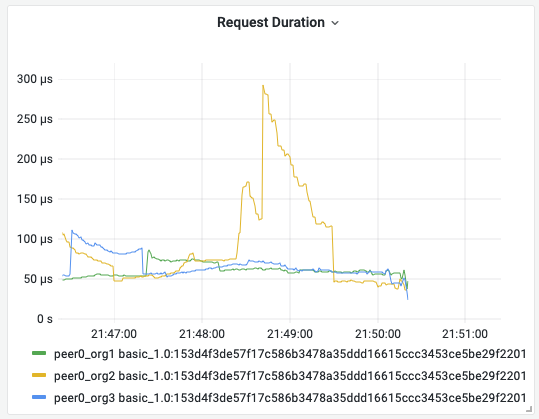 Request Duration
300 µs
250 µs
200 µs
150 µs
100 µs
50 µs
0 s
21:47:00 21:48:00 21:49:00 21:50:00 21:51:00
peer0_org1 basic_1.0:153d4f3de57f17c586b3478a35ddd16615ccc3453ce5be29f2201
peer0_org2 basic_1.0:153d4f3de57f17c586b3478a35ddd16615ccc3453ce5be29f2201
peer0_org3 basic_1.0:153d4f3de57f17c586b3478a35ddd16615ccc3453ce5be29f2201